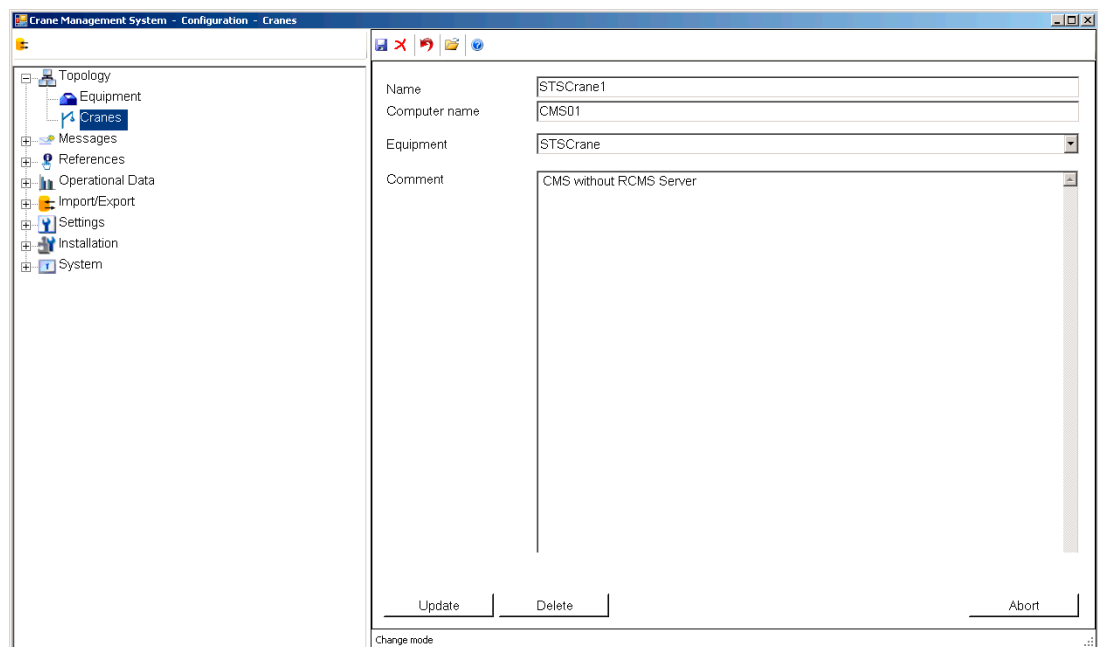 Crane Management System - Configuration - Cranes
Topology
Equipment
Cranes
Messages
References
Operational Data
Import/Export
Settings
Installation
System
Name
STSCrane1
Computer name
CMS01
Equipment
STSCrane
Comment
CMS without RCMS Server
Update
Delete
Abort
Change mode